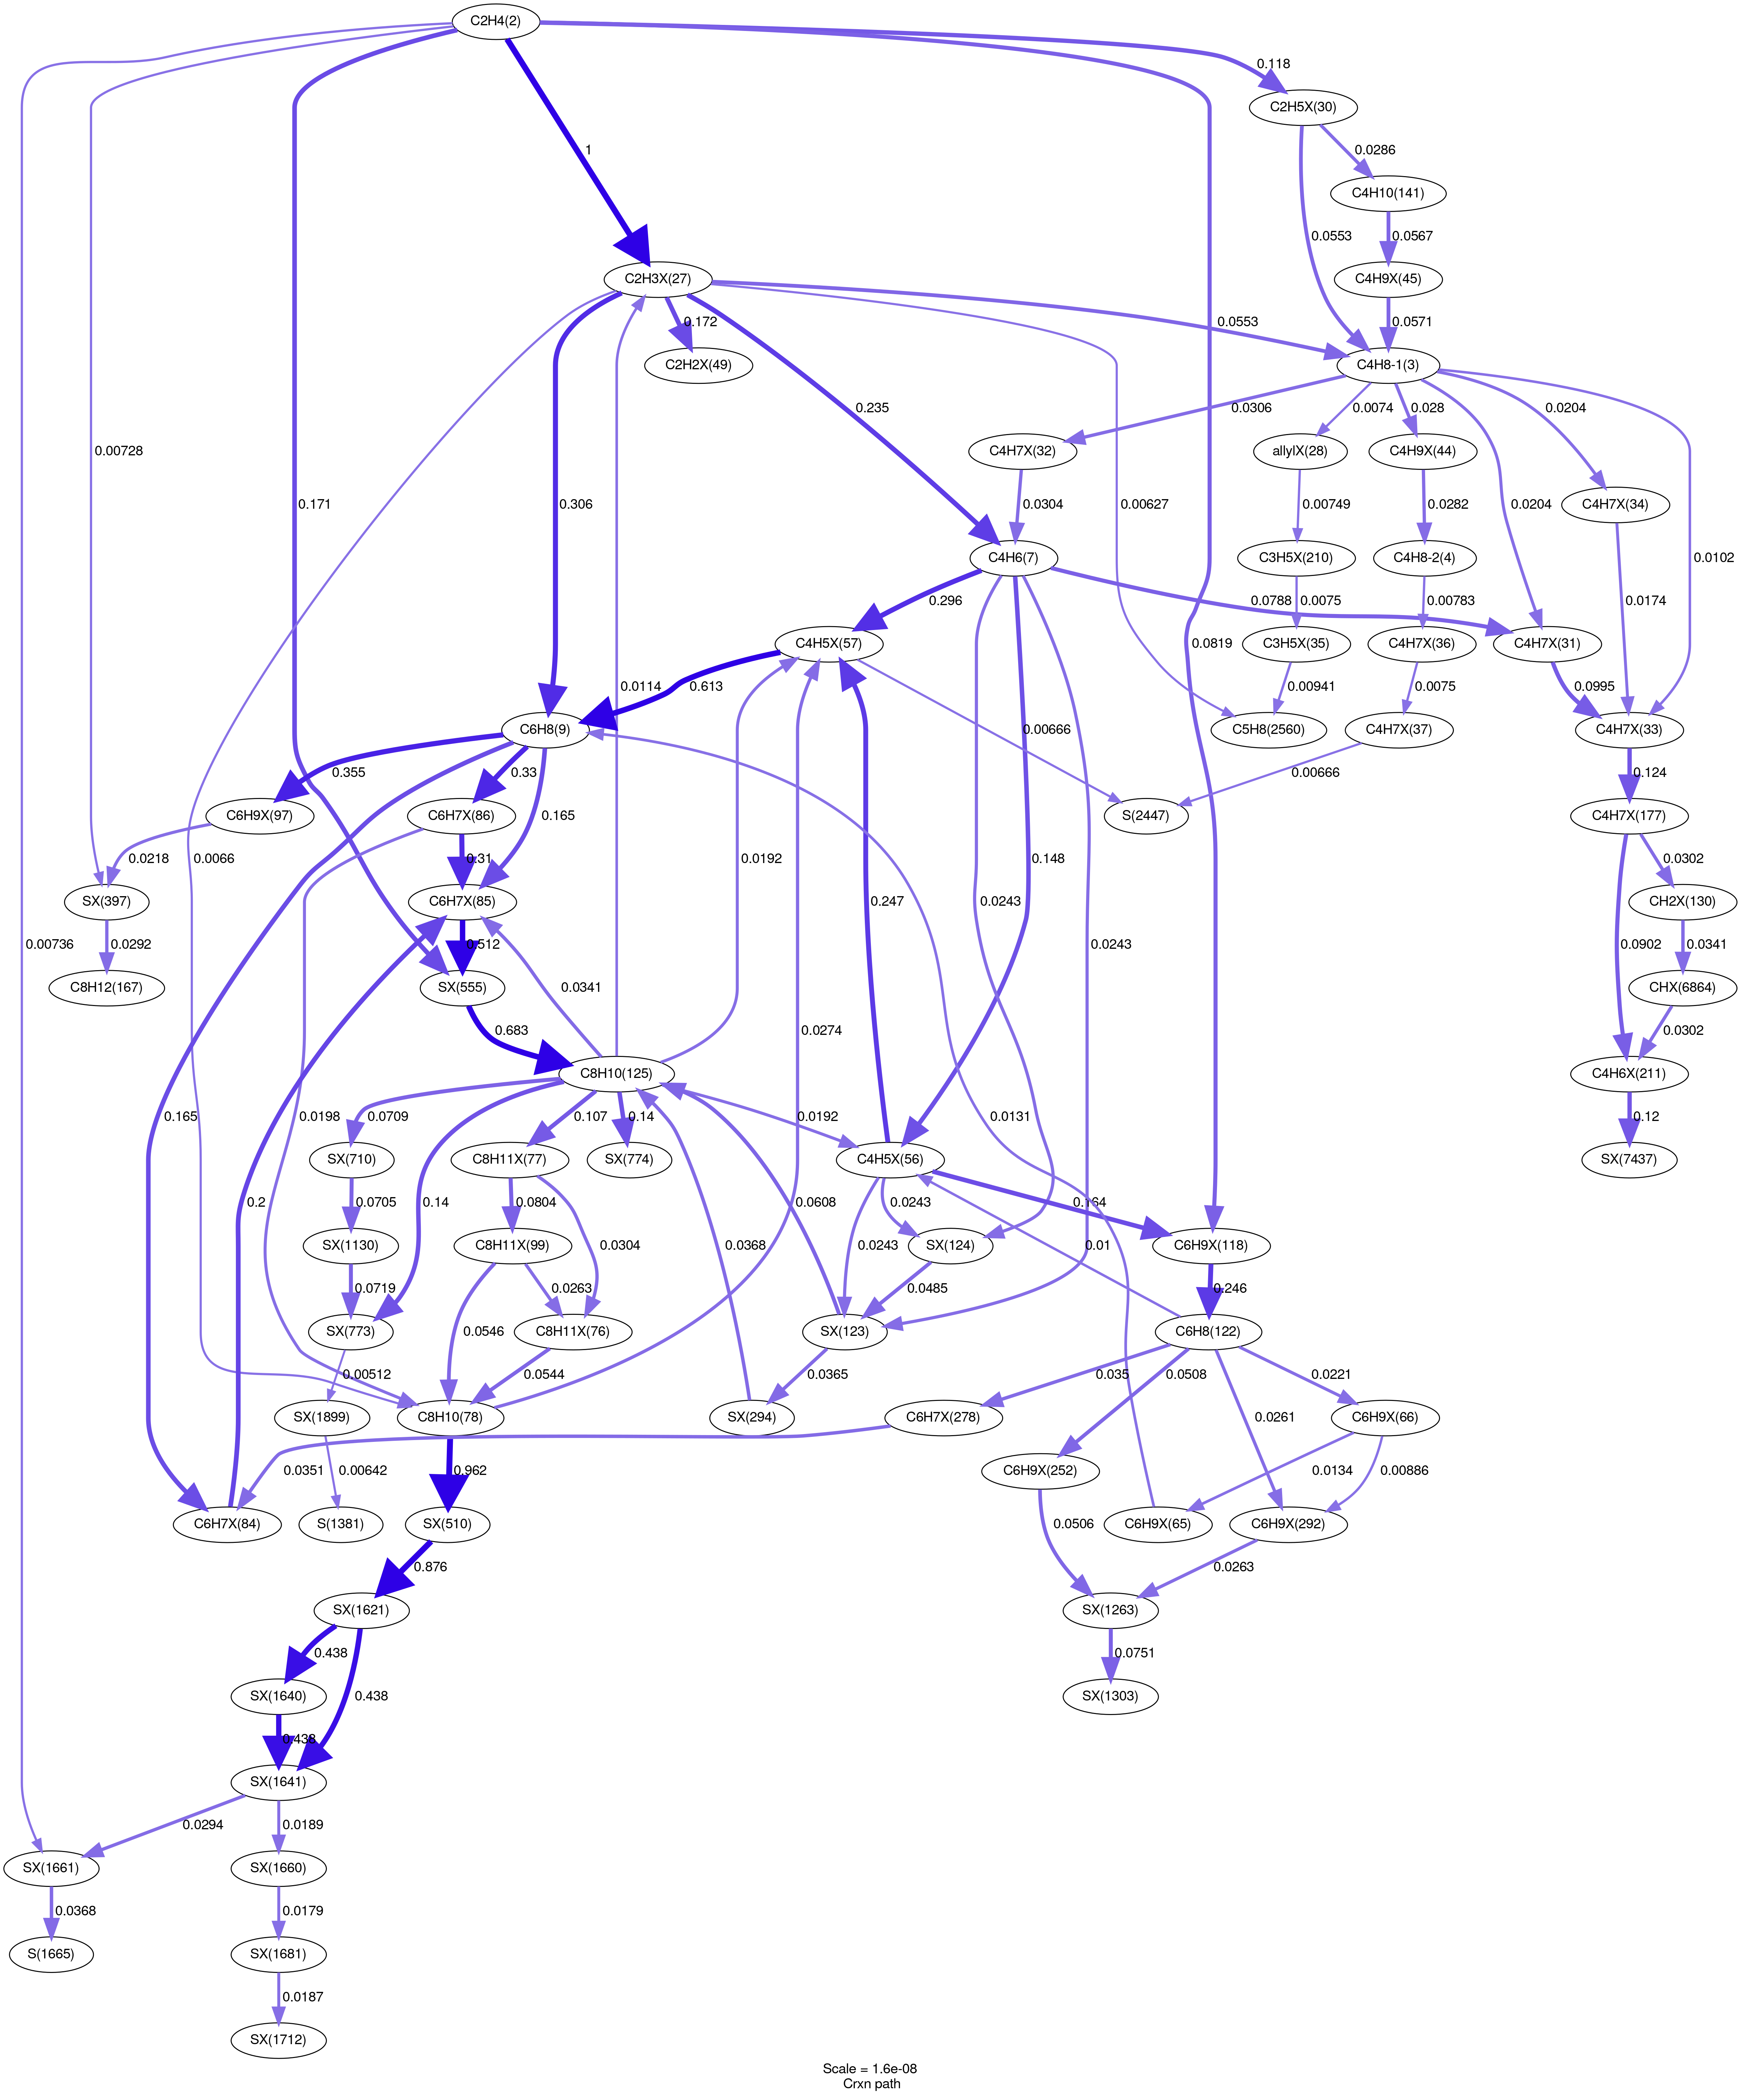 C2H4(2)
0.118
C2H5X(30)
1
0.0286
C4H10(141)
0.0553
0.0567
C2H3X(27)
C4H9X(45)
0.172
0.0553
0.0571
C2H2X(49)
C4H8-1(3)
0.00728
0.235
0.0306
0.0074
0.028
0.0204
C4H7X(32)
allylX(28)
C4H9X(44)
0.171
0.306
0.0304
0.00627
0.00749
0.0282
0.0204
C4H7X(34)
C4H6(7)
C3H5X(210)
C4H8-2(4)
0.0102
0.296
0.0788
0.0075
0.00783
0.0174
C4H5X(57)
0.0819
C3H5X(35)
C4H7X(36)
C4H7X(31)
0.0114
0.613
0.00941
0.0075
0.0995
C6H8(9)
0.00666
C5H8(2560)
C4H7X(37)
C4H7X(33)
0.355
0.33
0.165
0.00666
0.124
C6H9X(97)
C6H7X(86)
S(2447)
C4H7X(177)
0.0218
0.0066
0.31
0.0192
0.148
0.0302
SX(397)
C6H7X(85)
0.247
0.0243
CH2X(130)
0.00736
0.0292
0.512
0.0243
0.0902
0.0341
C8H12(167)
SX(555)
0.0341
0.0274
CHX(6864)
0.683
0.0302
C8H10(125)
C4H6X(211)
0.165
0.0198
0.0709
0.107
0.14
0.0192
0.0131
0.12
SX(710)
C8H11X(77)
SX(774)
C4H5X(56)
SX(7437)
0.2
0.0705
0.14
0.0804
0.0608
0.0243
0.164
SX(1130)
C8H11X(99)
SX(124)
C6H9X(118)
0.0304
0.0368
0.0243
0.01
0.0719
0.0263
0.0485
0.246
SX(773)
0.0546
C8H11X(76)
SX(123)
C6H8(122)
0.00512
0.0544
0.0365
0.035
0.0508
0.0221
SX(1899)
C8H10(78)
SX(294)
C6H7X(278)
0.0261
C6H9X(66)
0.0351
0.00642
0.962
C6H9X(252)
0.0134
0.00886
C6H7X(84)
S(1381)
SX(510)
0.0506
C6H9X(65)
C6H9X(292)
0.876
0.0263
SX(1621)
SX(1263)
0.438
0.438
0.0751
SX(1640)
SX(1303)
0.438
SX(1641)
0.0294
0.0189
SX(1661)
SX(1660)
0.0368
0.0179
S(1665)
SX(1681)
0.0187
SX(1712)
Scale = 1.6e-08
Crxn path